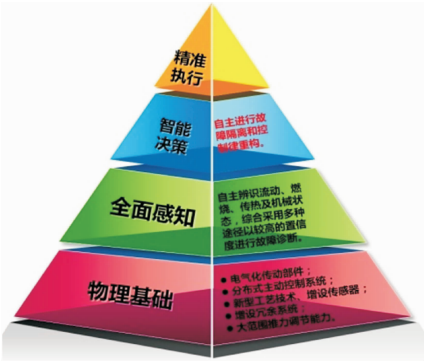 精准
执行
智能
决策
自主进行故
障隔离和控
制律重构。
全面感知
自主辨识流动、燃
烧、传热及机械状
态，综合采用多种
途径以较高的置信
度进行故障诊断。
物理基础
● 电气化传动部件；
● 分布式主动控制系统；
● 新型工艺技术、增设传感器；
● 增设冗余系统；
● 大范围推力调节能力。